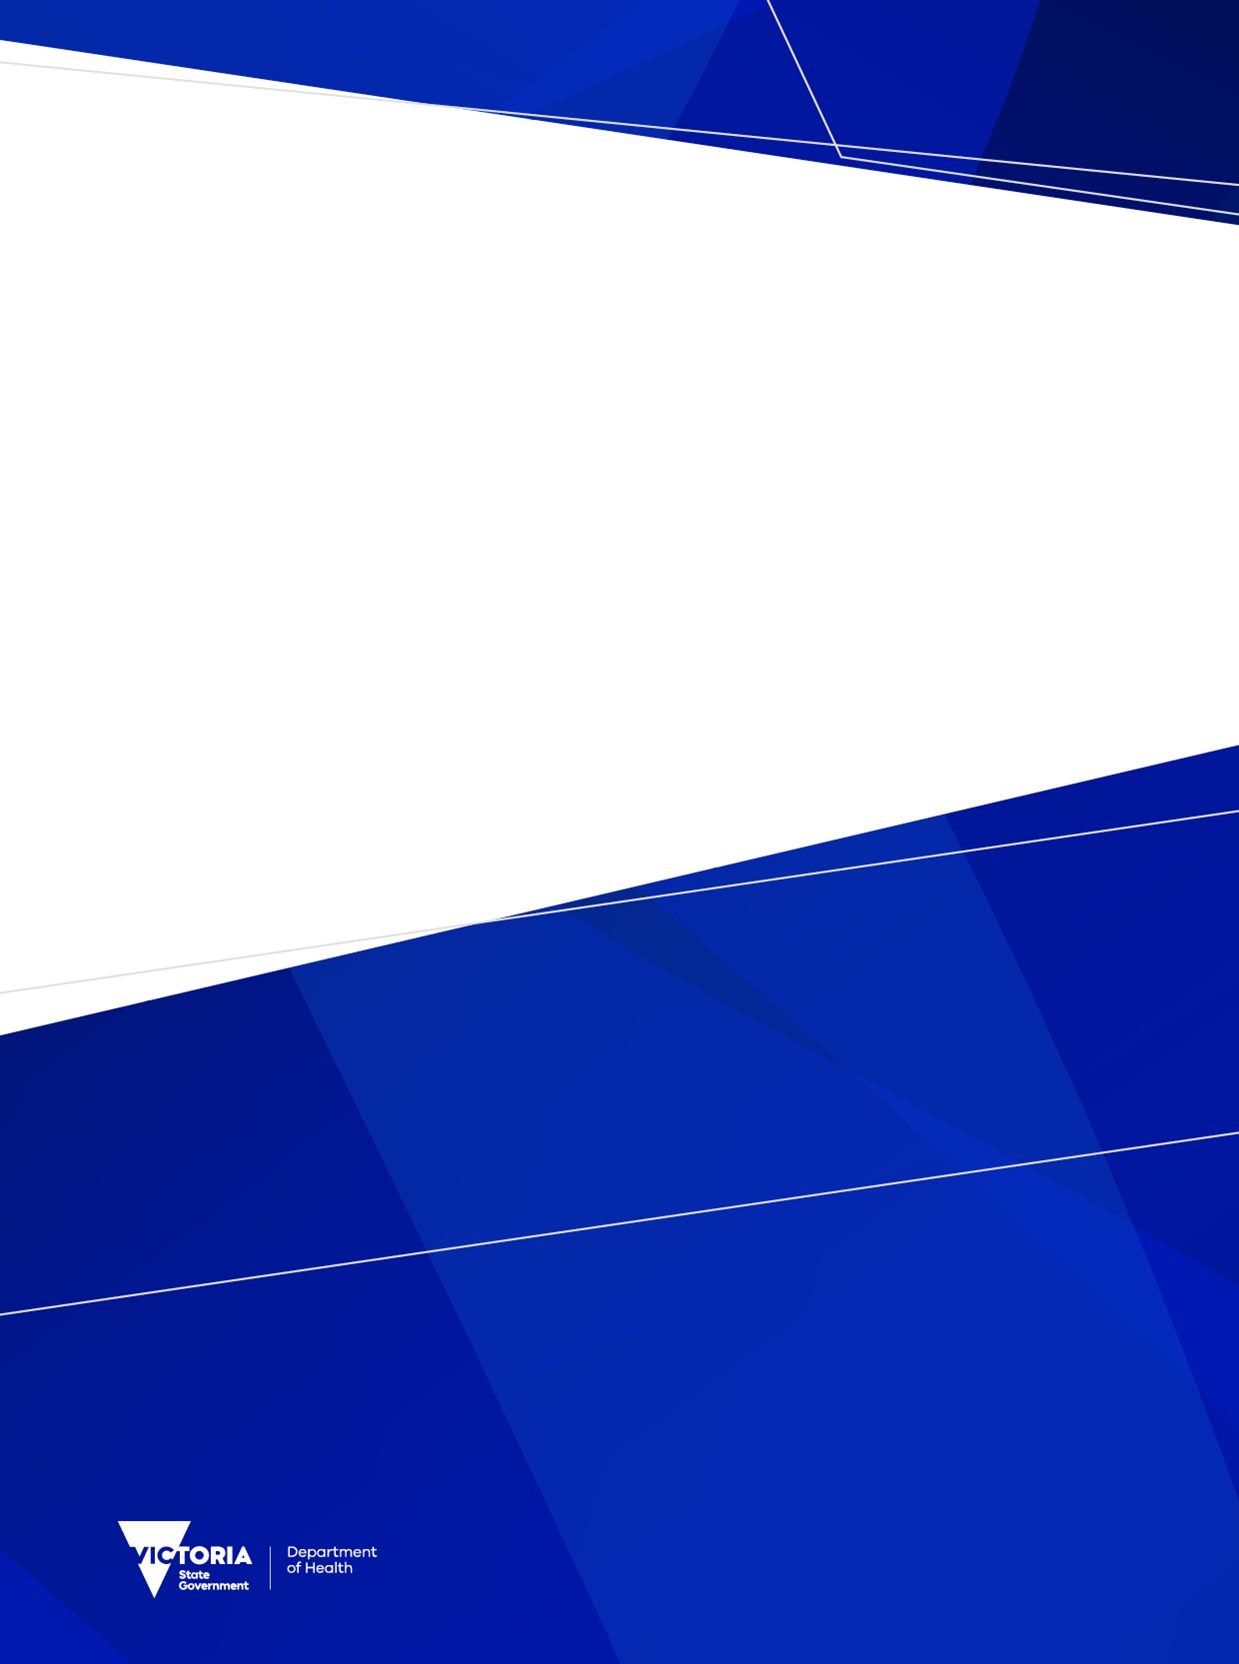 VICTORIA
State
Government
Department
of Health